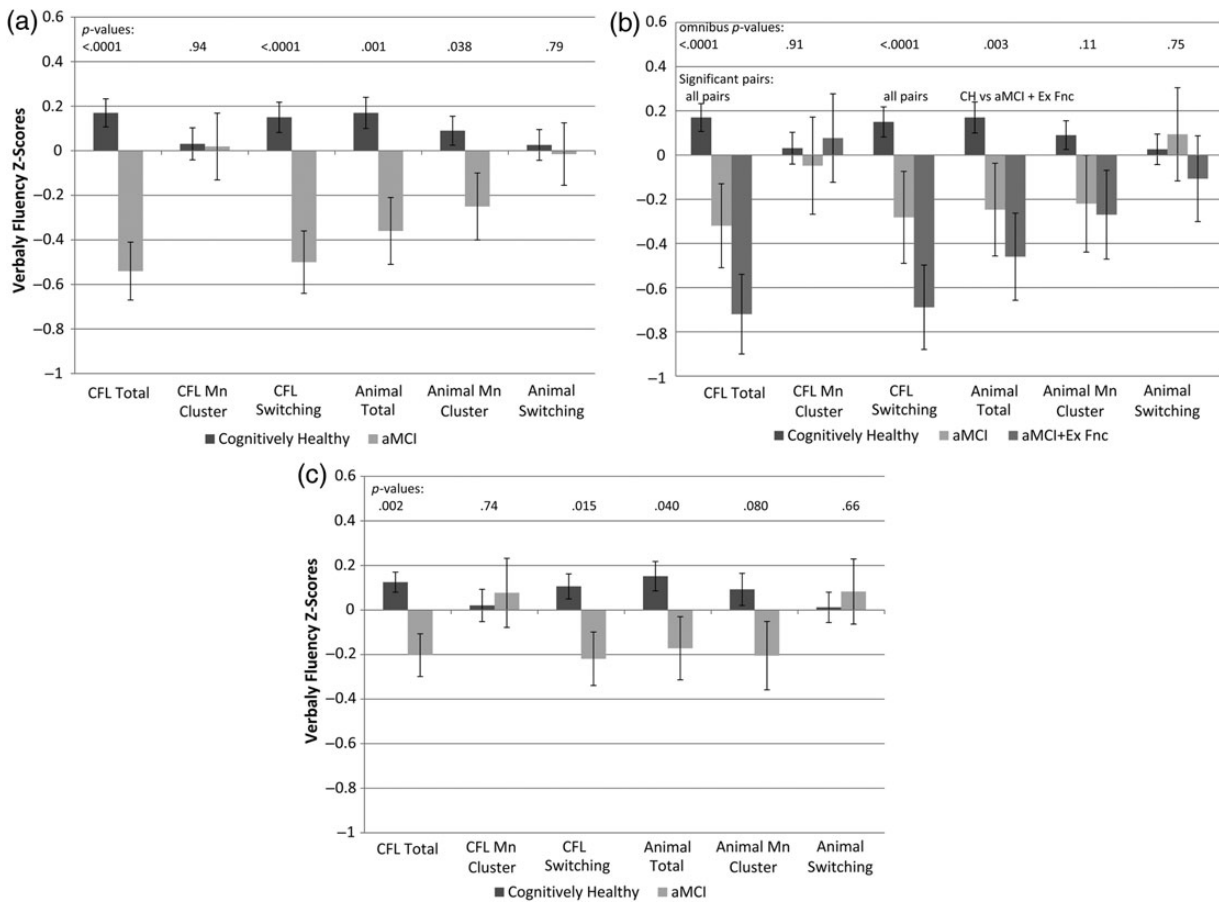 (a)
0.6
p-values:
<.0001 .94 <.0001 .001 .038 .79
0.4
0.2
0
−0.2
−0.4
−0.6
−0.8
−1
Verbaly Fluency Z-Scores
CFL Total CFL Mn Cluster CFL Switching Animal Total Animal Mn Cluster Animal Switching
Cognitively Healthy aMCI
(b)
0.6
omnibus p-values:
<.0001 .91 <.0001 .003 .11 .75
0.4
Significant pairs:
all pairs all pairs CH vs aMCI + Ex Fnc
0.2
0
−0.2
−0.4
−0.6
−0.8
−1
CFL Total CFL Mn Cluster CFL Switching Animal Total Animal Mn Cluster Animal Switching
Cognitively Healthy aMCI aMCI+Ex Fnc
(c)
0.6
p-values:
.002 .74 .015 .040 .080 .66
0.4
0.2
0
−0.2
−0.4
−0.6
−0.8
−1
Verbaly Fluency Z-Scores
CFL Total CFL Mn Cluster CFL Switching Animal Total Animal Mn Cluster Animal Switching
Cognitively Healthy aMCI